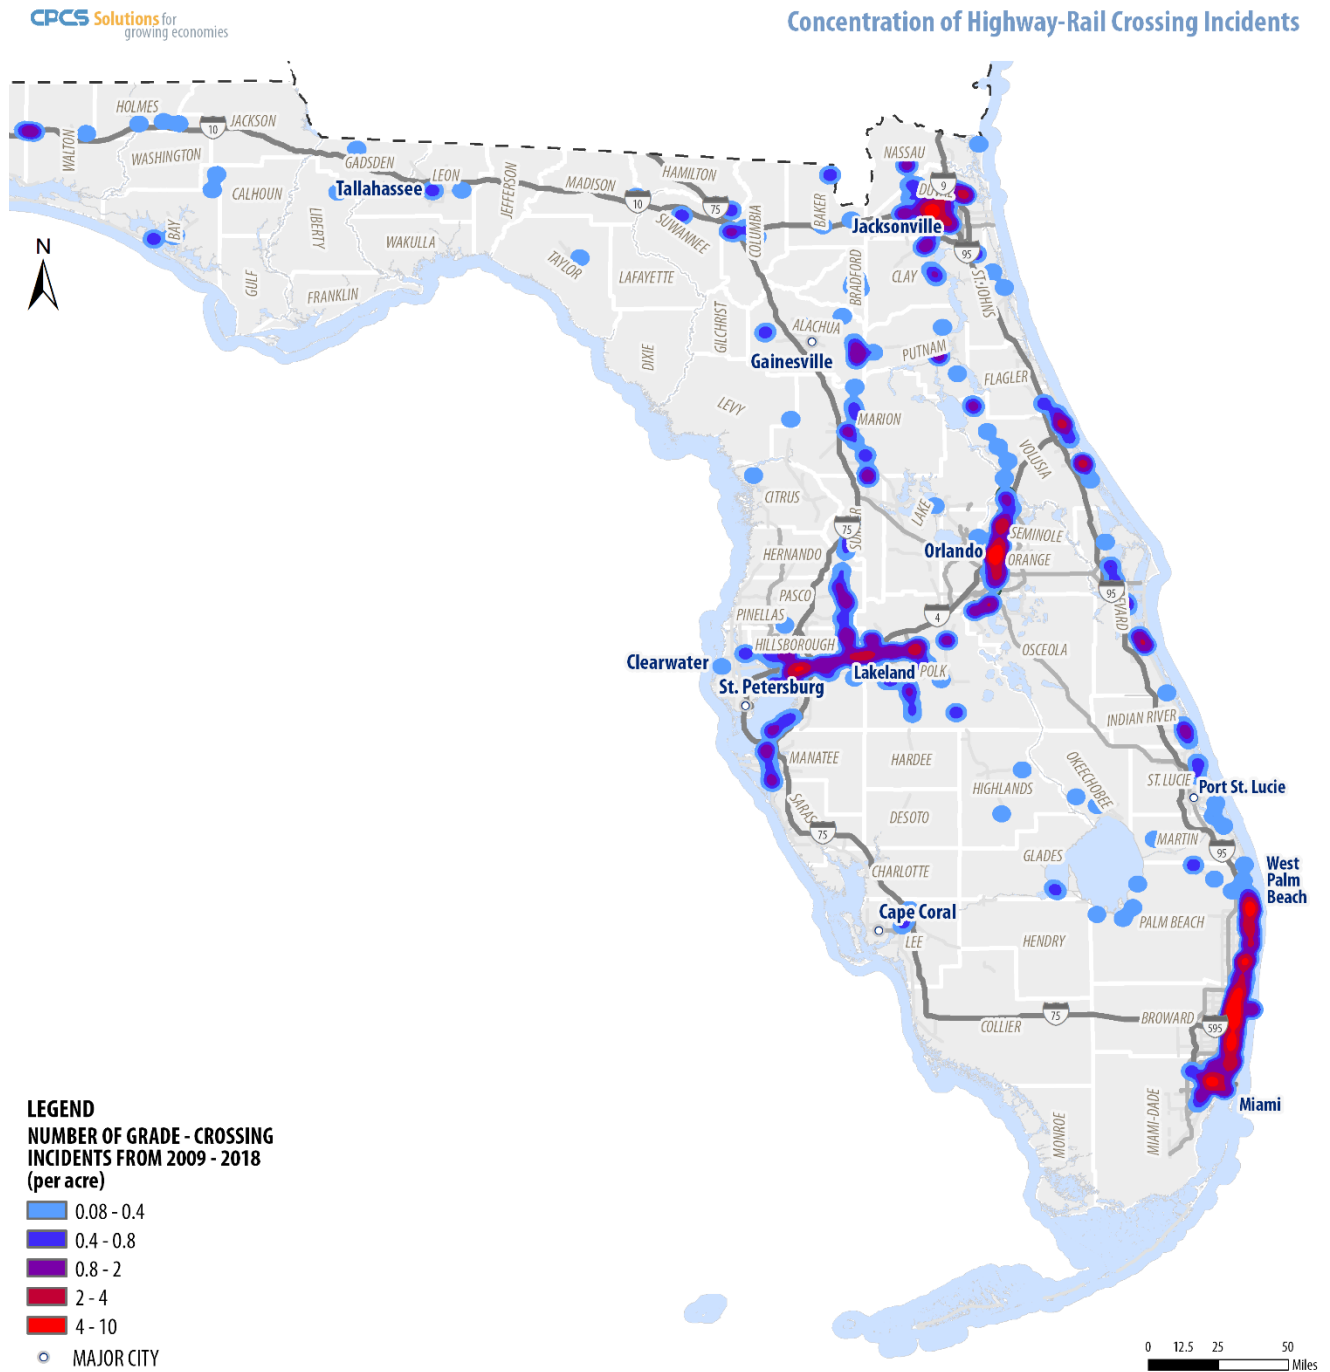 CPCS Solutions for
growing economies
Concentration of Highway-Rail Crossing Incidents
HOLMES
JACKSON
10
WALTON
WASHINGTON
GADSDEN
LEON
CALHOUN
Tallahassee
LIBERTY
JEFFERSON
MADISON
HAMILTON
10
75
SUWANNEE
COLUMBIA
BAKER
NASSAU
9
Jacksonville
95
BAY
GULF
WAKULLA
FRANKLIN
TAYLOR
LAFAYETTE
DIXIE
GILCHRIST
BRADFORD
CLAY
ST. JOHNS
N
ALACHUA
Gainesville
PUTNAM
FLAGLER
LEVY
MARION
VOLUSIA
CITRUS
LAKE
75
HERNANDO
Orlando
SEMINOLE
ORANGE
PASCO
PINELLAS
4
95
HILLSBOROUGH
Clearwater
Lakeland
POLK
OSCEOLA
St. Petersburg
MANATEE
HARDEE
INDIAN RIVER
OKEECHOBEE
HIGHLANDS
ST. LUCIE
Port St. Lucie
DESOTO
75
MARTIN
95
CHARLOTTE
GLADES
West
Palm
Beach
Cape Coral
LEE
HENDRY
PALM BEACH
75
COLLIER
BROWARD
595
MONROE
MIAMI-DADE
Miami
LEGEND
NUMBER OF GRADE - CROSSING
INCIDENTS FROM 2009 - 2018
(per acre)
0.08 - 0.4
0.4 - 0.8
0.8 - 2
2 - 4
4 - 10
MAJOR CITY
0 12.5 25 50
Miles